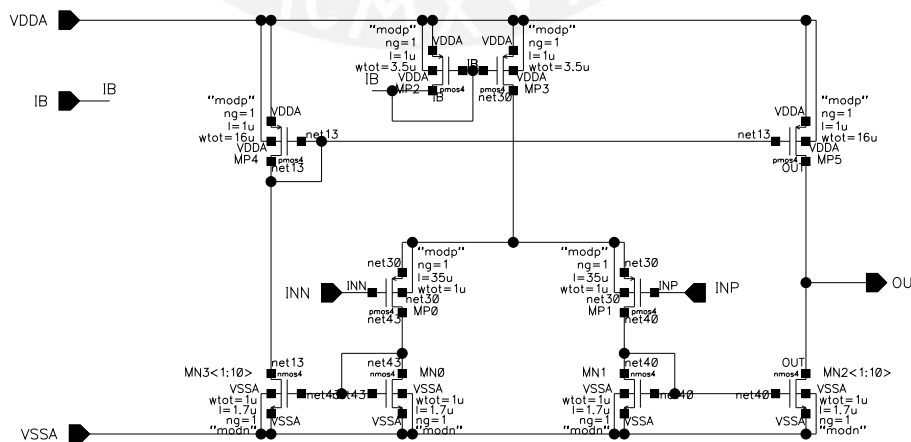 VDDA
IB
IB
"modp"
ng=1
l=1u
wtot=3.5u
VDDA
VDDA
MP2
pmos4
IB
IB
IB
"modp"
ng=1
l=1u
wtot=3.5u
VDDA
VDDA
MP3
pmos4
net30
"modp"
ng=1
l=1u
wtot=16u
VDDA
VDDA
MP4
pmos4
net13
net13
"modp"
ng=1
l=1u
wtot=16u
VDDA
VDDA
MP5
pmos4
net13
OUT
INN
INN
net30
"modp"
ng=1
l=35u
wtot=1u
net30
MP0
pmos4
net43
"modp"
ng=1
l=35u
wtot=1u
net30
net30
MP1
pmos4
net40
INP
INP
OU
MN3<1:10>
net13
nmos4
VSSA
wtot=1u
l=1.7u
ng=1
"modn"
VSSA
net43
net43
nmos4
MN0
VSSA
wtot=1u
l=1.7u
ng=1
"modn"
VSSA
MN1
net40
nmos4
VSSA
wtot=1u
l=1.7u
ng=1
"modn"
VSSA
net40
net40
OUT
nmos4
MN2<1:10>
VSSA
wtot=1u
l=1.7u
ng=1
"modn"
VSSA
VSSA